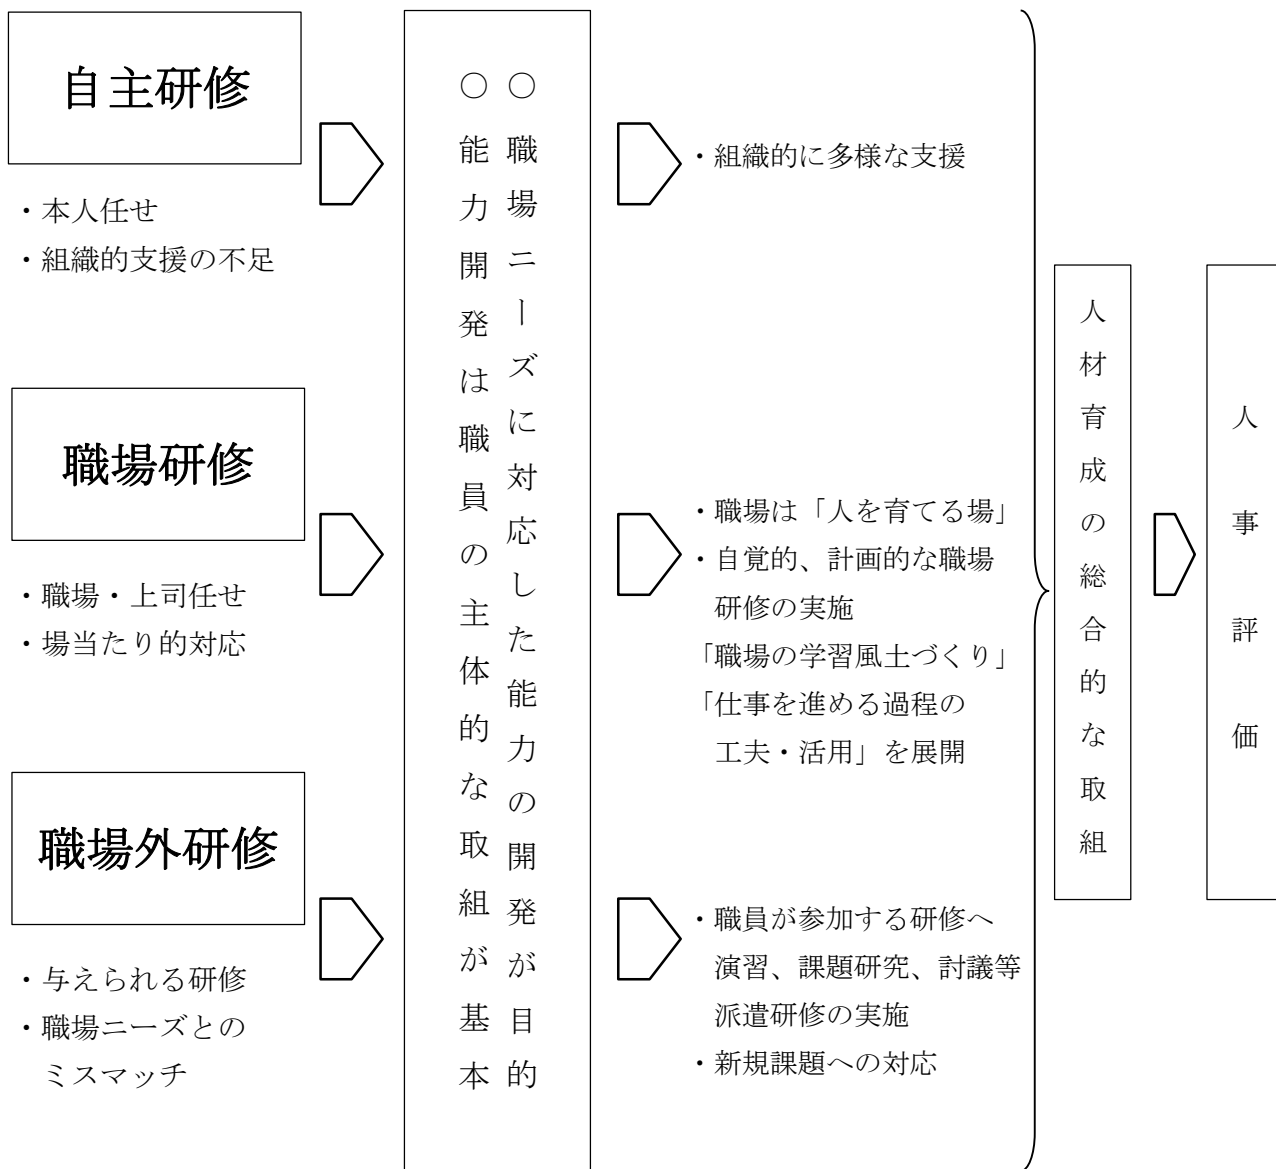 自主研修
・本人任せ
・組織的支援の不足
職場研修
・職場・上司任せ
・場当たり的対応
職場外研修
・与えられる研修
・職場ニーズとの
ミスマッチ
○職場ニーズに対応した能力の開発が目的
○能力開発は職員の主体的な取組が基本
・組織的に多様な支援
・職場は「人を育てる場」
・自覚的、計画的な職場
研修の実施
「職場の学習風土づくり」
「仕事を進める過程の
工夫・活用」を展開
・職員が参加する研修へ
演習、課題研究、討議等
派遣研修の実施
・新規課題への対応
人材育成の総合的な取組
人事評価